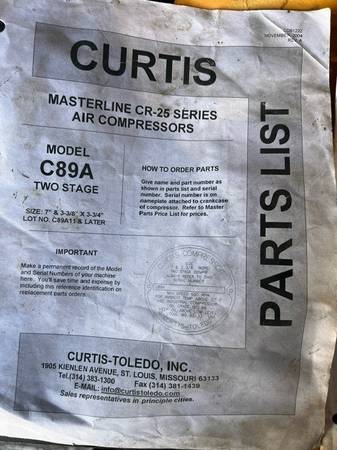 NOVEMBER, 2004
CURTIS
MASTERLINE CR-25 SERIES
AIR COMPRESSORS
MODEL
C89A
TWO STAGE
SIZE: 7" & 3-3/8" X 3-3/4"
LOT NO. C89A11 & LATER
HOW TO ORDER PARTS
Give name and part number as
shown in parts list and serial
number. Serial number is on
nameplate attached to crankcase
of compressor. Refer to Master
Parts Price List for prices.
PARTS LIST
IMPORTANT
Make a permanent record of the Model
and Serial Numbers of your machine
here. You'll save time and expense by
including this reference identification on
replacement parts orders.
CURTIS-TOLEDO
CURTIS-TOLEDO, INC.
1905 KIENLEN AVENUE, ST. LOUIS, MISSOURI 63133
Tel.(314) 383-1300 Fax (314) 381-1439
E-MAIL: info@curtistoledo.com
Sales representatives in principle cities.